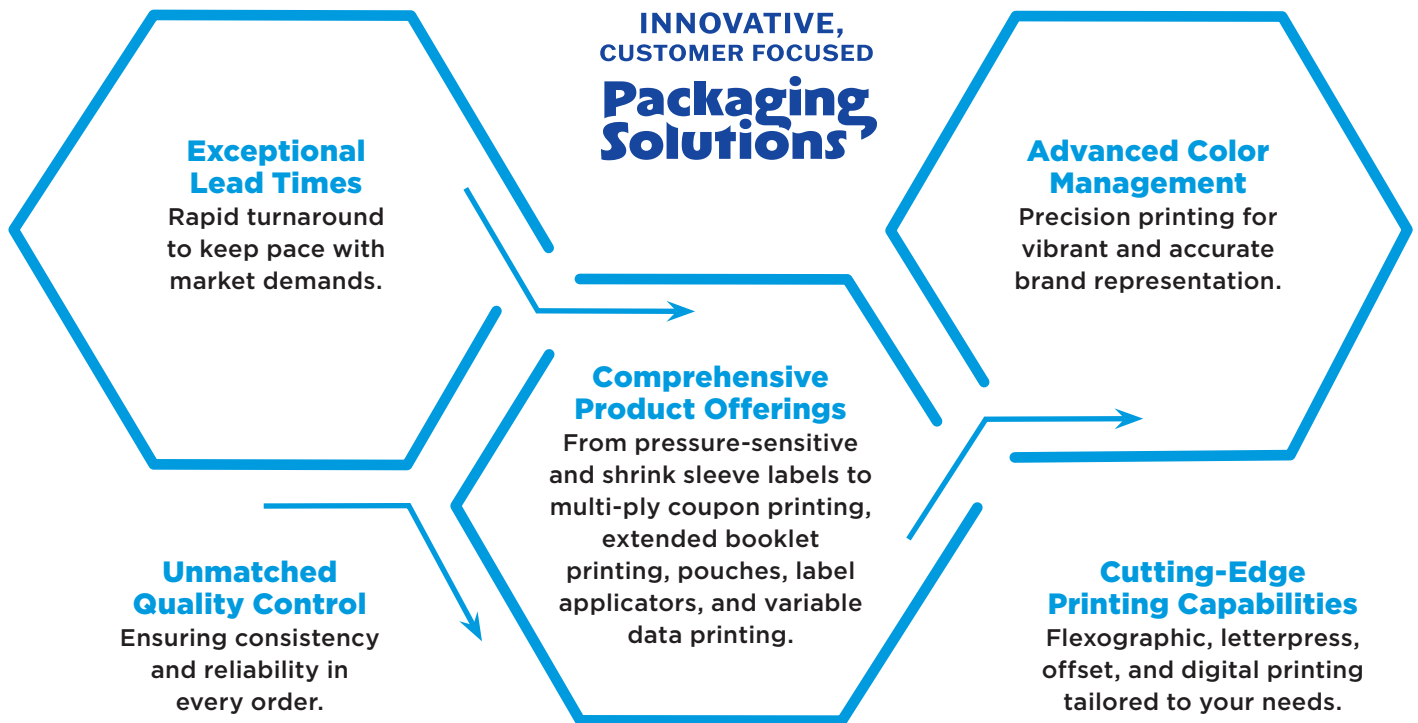 INNOVATIVE,
CUSTOMER FOCUSED
Packaging
Solutions
Exceptional
Lead Times
Rapid turnaround
to keep pace with
market demands.
Advanced Color
Management
Precision printing for
vibrant and accurate
brand representation.
Comprehensive
Product Offerings
From pressure-sensitive
and shrink sleeve labels to
multi-ply coupon printing,
extended booklet
printing, pouches, label
applicators, and variable
data printing.
Unmatched
Quality Control
Ensuring consistency
and reliability in
every order.
Cutting-Edge
Printing Capabilities
Flexographic, letterpress,
offset, and digital printing
tailored to your needs.